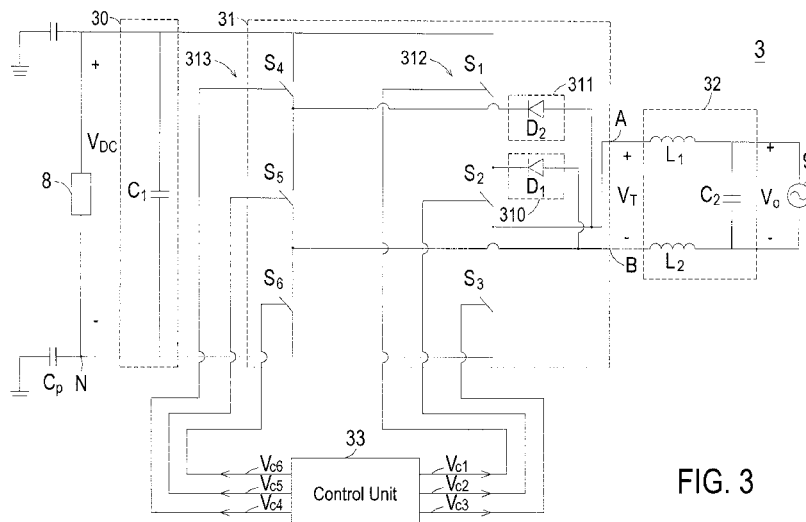 30
31
3
313
S4
312
S1
311
32
+
D2
A
VDC
L1
+
9
8
C1
S5
S2
+
D1
VT
C2
Vo
310
-
-
L2
B
S6
S3
-
Cp
N
33
Vc6
Vc1
Vc5
Control Unit
Vc2
Vc4
Vc3
FIG. 3